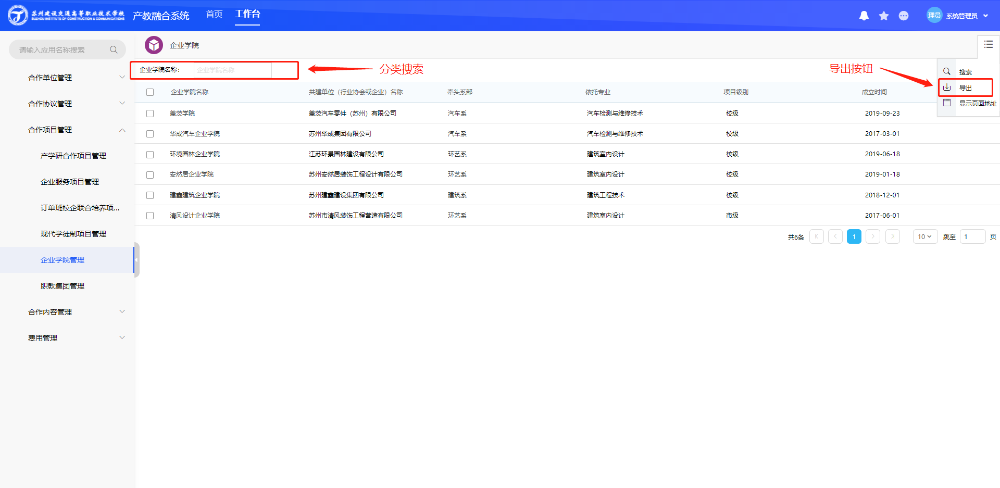 苏州建设交通高等职业技术学校
SUZHOU INSTITUTE OF CONSTRUCTION & COMMUNICATIONS
产教融合系统
首页
工作台
理员
系统管理员
请输入应用名称搜索
合作单位管理
合作协议管理
合作项目管理
产学研合作项目管理
企业服务项目管理
订单班校企联合培养项...
现代学徒制项目管理
企业学院管理
职教集团管理
合作内容管理
费用管理
企业学院
企业学院名称： 企业学院名称
分类搜索
导出按钮
搜索
导出
显示页面地址
企业学院名称 共建单位（行业协会或企业）名称 牵头系部 依托专业 项目级别 成立时间
盖茨学院 盖茨汽车零件（苏州）有限公司 汽车系 汽车检测与维修技术 校级 2019-09-23
华成汽车企业学院 苏州华成集团有限公司 汽车系 汽车检测与维修技术 校级 2017-03-01
环境园林企业学院 江苏环景园林建设有限公司 环艺系 建筑室内设计 校级 2019-06-18
安然居企业学院 苏州安然居装饰工程设计有限公司 环艺系 建筑室内设计 校级 2019-01-18
建鑫建筑企业学院 苏州建鑫建设集团有限公司 建筑系 建筑工程技术 校级 2018-12-01
清风设计企业学院 苏州市清风装饰工程营造有限公司 环艺系 建筑室内设计 市级 2017-06-01
共6条 1 10 跳至 1 页